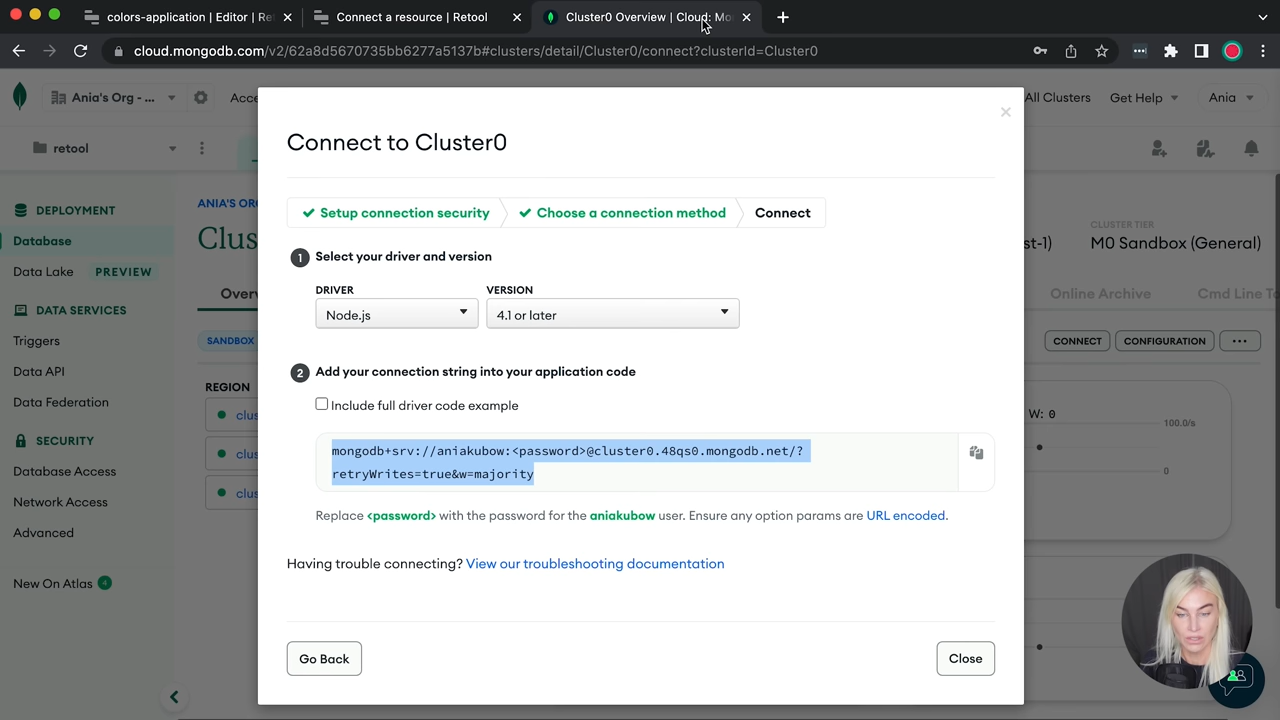 colors-application | Editor | Ret
Connect a resource | Retool
Cluster0 Overview | Cloud: Mo
cloud.mongodb.com/v2/62a8d5670735bb6277a5137b#clusters/detail/Cluster0/connect?clusterId=Cluster0
Ania's Org - ...
Acce
All Clusters
Get Help
Ania
retool
DEPLOYMENT
Database
Data Lake
PREVIEW
DATA SERVICES
Triggers
Data API
Data Federation
SECURITY
Database Access
Network Access
Advanced
New On Atlas 4
ANIA'S ORG
Clus
Overv
SANDBOX
REGION
clus
clus
clus
Connect to Cluster0
Setup connection security
Choose a connection method
Connect
1 Select your driver and version
DRIVER
VERSION
Node.js
4.1 or later
2 Add your connection string into your application code
Include full driver code example
mongodb+srv://aniakubow:<password>@cluster0.48qs0.mongodb.net/?
retryWrites=true&w=majority
Replace <password> with the password for the aniakubow user. Ensure any option params are URL encoded.
Having trouble connecting? View our troubleshooting documentation
Go Back
Close
CLUSTER TIER
st-1)
M0 Sandbox (General)
Online Archive
Cmd Line To
CONNECT
CONFIGURATION
...
W: 0
100.0/s
0